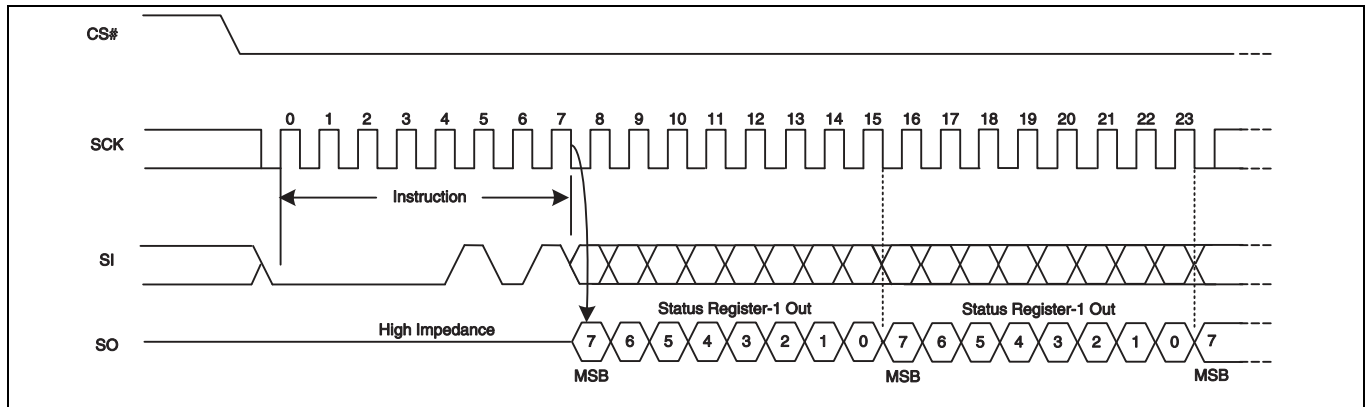 CS#
0 1 2 3 4 5 6 7 8 9 10 11 12 13 14 15 16 17 18 19 20 21 22 23
SCK
Instruction
SI
Status Register-1 Out Status Register-1 Out
High Impedance
SO 7 6 5 4 3 2 1 0 7 6 5 4 3 2 1 0 7
MSB MSB MSB